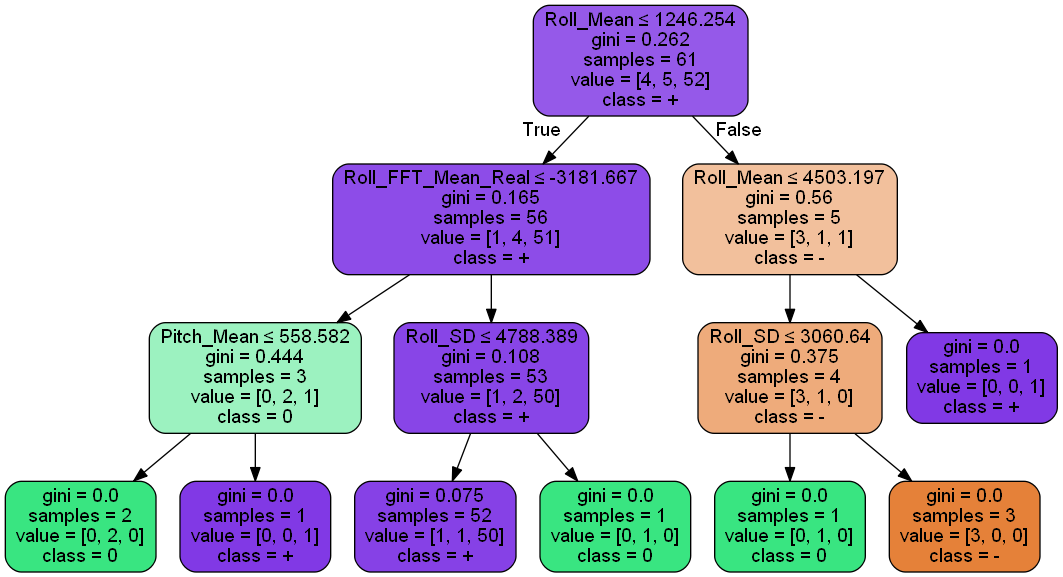 Roll_Mean ≤ 1246.254
gini = 0.262
samples = 61
value = [4, 5, 52]
class = +
True
False
Roll_FFT_Mean_Real ≤ -3181.667
gini = 0.165
samples = 56
value = [1, 4, 51]
class = +
Roll_Mean ≤ 4503.197
gini = 0.56
samples = 5
value = [3, 1, 1]
class = -
Pitch_Mean ≤ 558.582
gini = 0.444
samples = 3
value = [0, 2, 1]
class = 0
Roll_SD ≤ 4788.389
gini = 0.108
samples = 53
value = [1, 2, 50]
class = +
Roll_SD ≤ 3060.64
gini = 0.375
samples = 4
value = [3, 1, 0]
class = -
gini = 0.0
samples = 1
value = [0, 0, 1]
class = +
gini = 0.0
samples = 2
value = [0, 2, 0]
class = 0
gini = 0.0
samples = 1
value = [0, 0, 1]
class = +
gini = 0.075
samples = 52
value = [1, 1, 50]
class = +
gini = 0.0
samples = 1
value = [0, 1, 0]
class = 0
gini = 0.0
samples = 1
value = [0, 1, 0]
class = 0
gini = 0.0
samples = 3
value = [3, 0, 0]
class = -